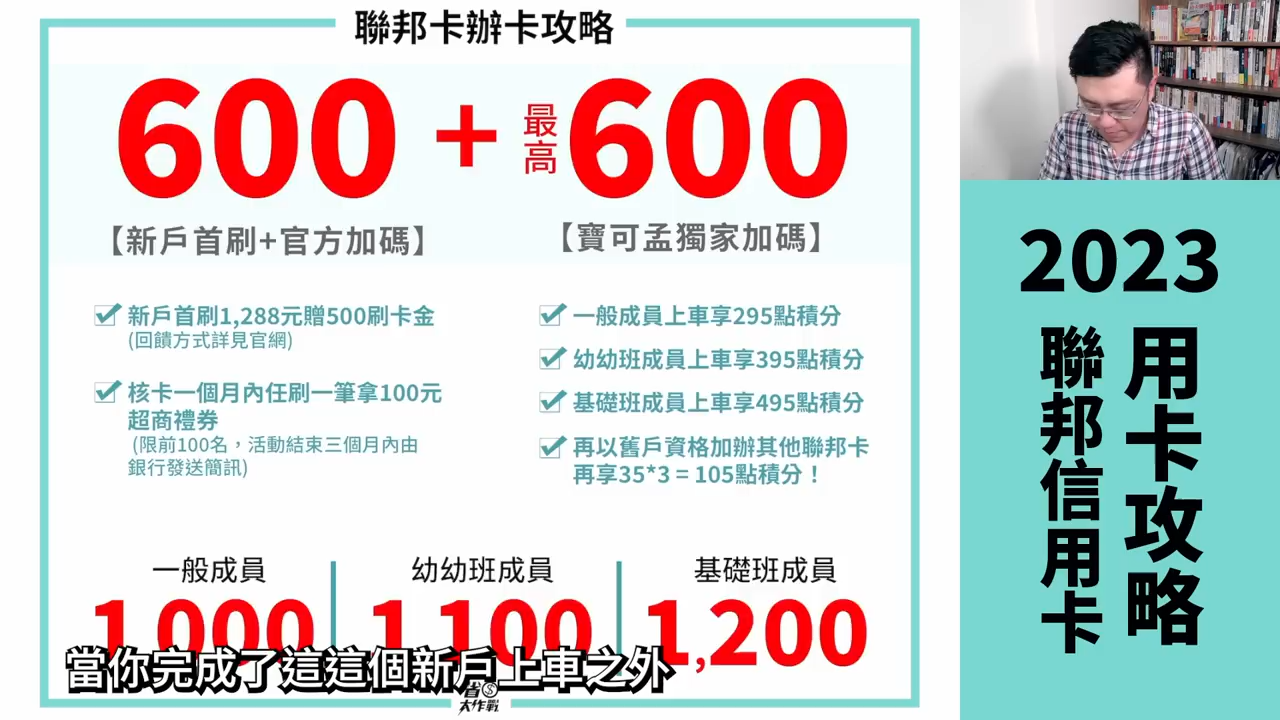 聯邦卡辦卡攻略
600 + 最高 600
【新戶首刷+官方加碼】
【寶可孟獨家加碼】
新戶首刷1,288元贈500刷卡金
(回饋方式詳見官網)
核卡一個月內任刷一筆拿100元
超商禮券
(限前100名，活動結束三個月內由
銀行發送簡訊)
一般成員上車享295點積分
幼幼班成員上車享395點積分
基礎班成員上車享495點積分
再以舊戶資格加辦其他聯邦卡
再享35*3 = 105點積分！
一般成員
1,000
幼幼班成員
1,100
基礎班成員
1,200
當你完成了這這個新戶上車之外
省$
大作戰
2023
用卡攻略
聯邦信用卡